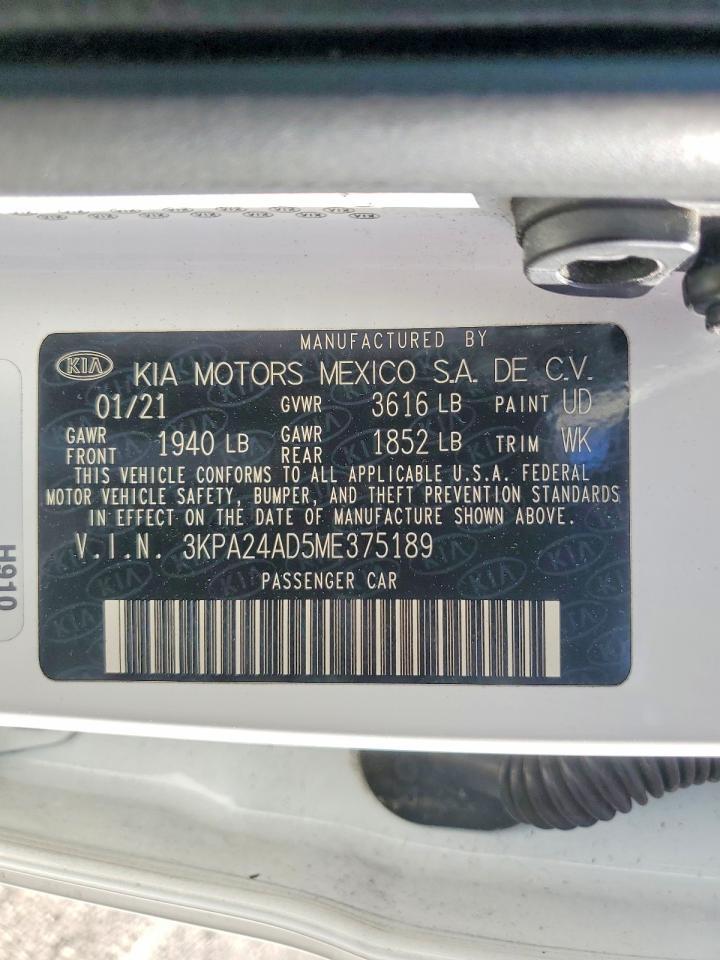 MANUFACTURED BY
KIA KIA MOTORS MEXICO S.A. DE C.V.
01/21 GVWR 3616 LB PAINT UD
GAWR FRONT 1940 LB GAWR REAR 1852 LB TRIM WK
THIS VEHICLE CONFORMS TO ALL APPLICABLE U.S.A. FEDERAL
MOTOR VEHICLE SAFETY, BUMPER, AND THEFT PREVENTION STANDARDS
IN EFFECT ON THE DATE OF MANUFACTURE SHOWN ABOVE.
V.I.N. 3KPA24AD5ME375189
PASSENGER CAR
H910